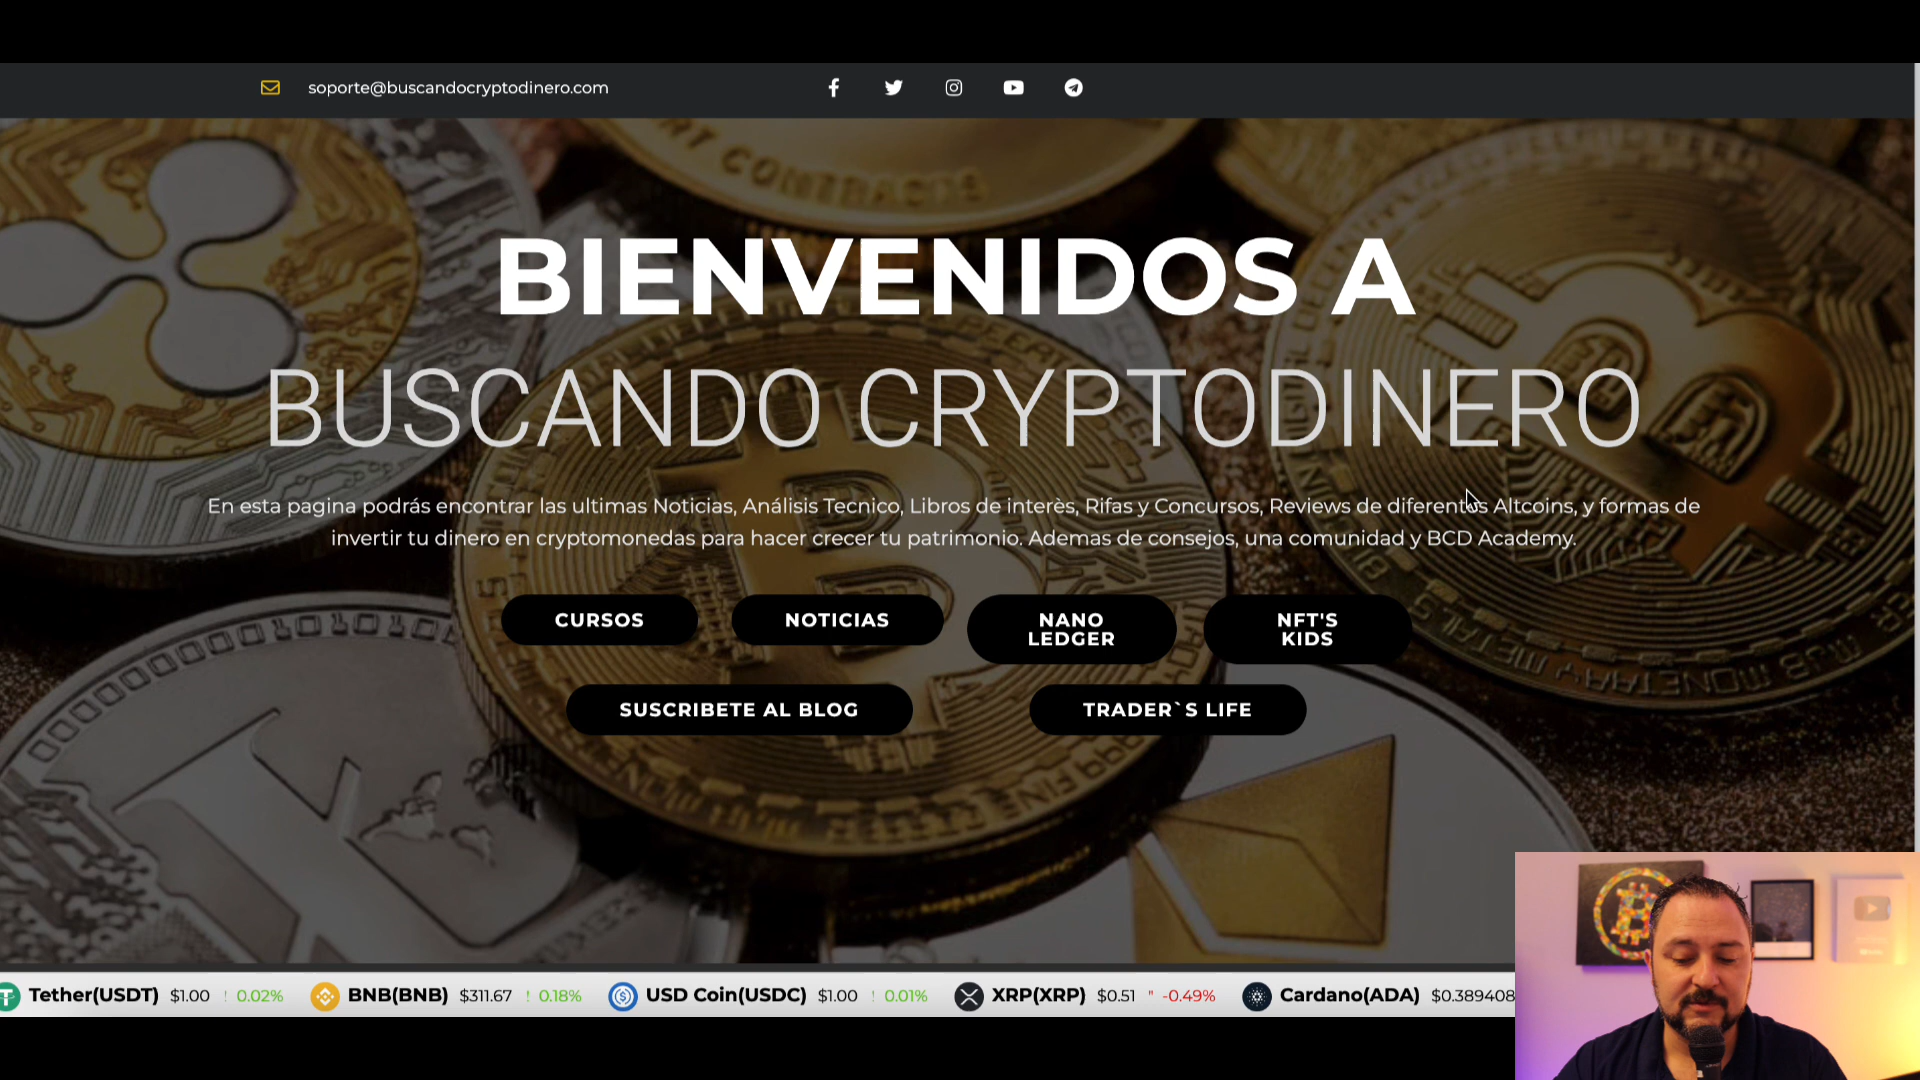 soporte@buscandocryptodinero.com
BIENVENIDOS A
BUSCANDO CRYPTODINERO
En esta pagina podrás encontrar las ultimas Noticias, Análisis Tecnico, Libros de interès, Rifas y Concursos, Reviews de diferentes Altcoins, y formas de
invertir tu dinero en cryptomonedas para hacer crecer tu patrimonio. Ademas de consejos, una comunidad y BCD Academy.
CURSOS NOTICIAS NANO LEDGER NFT'S KIDS
SUSCRIBETE AL BLOG TRADER`S LIFE
Tether(USDT) $1.00 0.02% BNB(BNB) $311.67 0.18% USD Coin(USDC) $1.00 0.01% XRP(XRP) $0.51 -0.49% Cardano(ADA) $0.389408